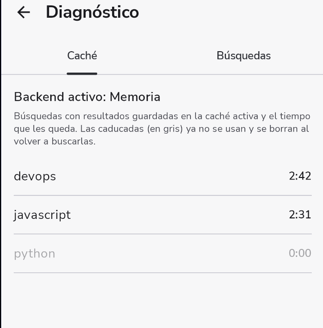 Diagnóstico
Caché Búsquedas
Backend activo: Memoria
Búsquedas con resultados guardadas en la caché activa y el tiempo
que les queda. Las caducadas (en gris) ya no se usan y se borran al
volver a buscarlas.
devops 2:42
javascript 2:31
python 0:00